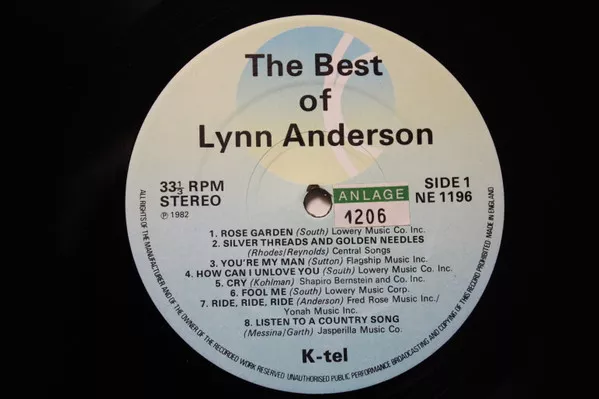 The Best
of
Lynn Anderson
33⅓ RPM
STEREO
℗ 1982
ANLAGE
1206
SIDE 1
NE 1196
1. ROSE GARDEN (South) Lowery Music Co. Inc.
2. SILVER THREADS AND GOLDEN NEEDLES
(Rhodes/Reynolds) Central Songs
3. YOU'RE MY MAN (Sutton) Flagship Music Inc.
4. HOW CAN I UNLOVE YOU (South) Lowery Music Co. Inc.
5. CRY (Kohlman) Shapiro Bernstein and Co. Inc.
6. FOOL ME (South) Lowery Music Corp.
7. RIDE, RIDE, RIDE (Anderson) Fred Rose Music Inc./
Yonah Music Inc.
8. LISTEN TO A COUNTRY SONG
(Messina/Garth) Jasperilla Music Co.
K-tel
ALL RIGHTS OF THE MANUFACTURER AND OF THE OWNER OF THE RECORDED WORK RESERVED UNAUTHORISED PUBLIC PERFORMANCE BROADCASTING AND COPYING OF THIS RECORD PROHIBITED MADE IN ENGLAND